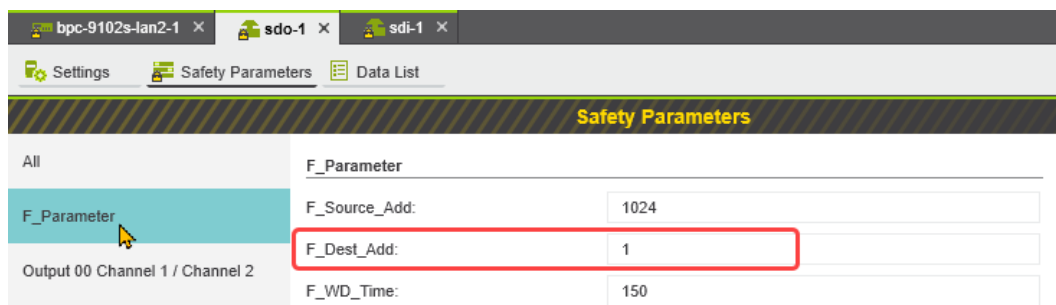 bpc-9102s-lan2-1 × sdo-1 × sdi-1 ×
Settings Safety Parameters Data List
Safety Parameters
All
F_Parameter
F_Parameter
F_Source_Add: 1024
F_Dest_Add: 1
Output 00 Channel 1 / Channel 2
F_WD_Time: 150